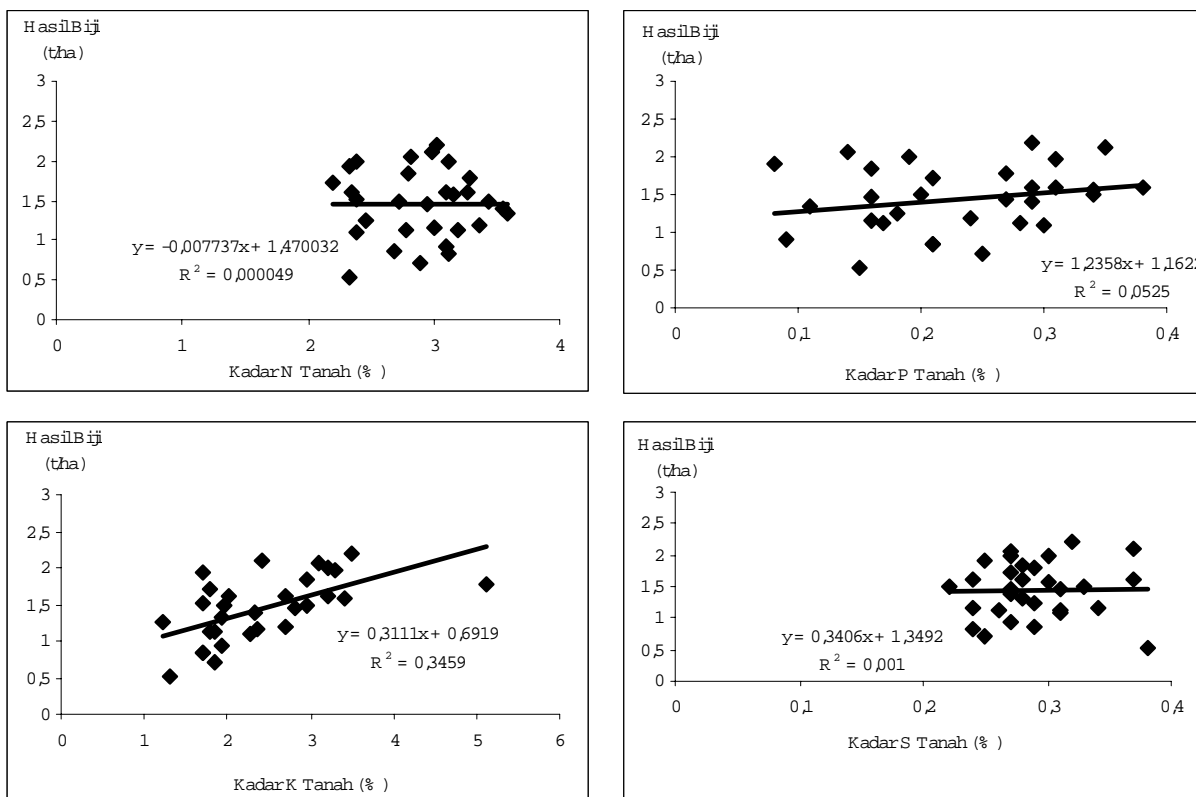 Hasil Biji
(t/ha)
3
2,5
2
1,5
1
0,5
0
0 1 2 3 4
y = -0,007737x + 1,470032
R² = 0,000049
Kadar N Tanah (% )
Hasil Biji
(t/ha)
3
2,5
2
1,5
1
0,5
0
0 0,1 0,2 0,3 0,4
y = 1,2358x + 1,1622
R² = 0,0525
Kadar P Tanah (% )
Hasil Biji
(t/ha)
3
2,5
2
1,5
1
0,5
0
0 1 2 3 4 5 6
y = 0,3111x + 0,6919
R² = 0,3459
Kadar K Tanah (% )
Hasil Biji
(t/ha)
3
2,5
2
1,5
1
0,5
0
0 0,1 0,2 0,3 0,4
y = 0,3406x + 1,3492
R² = 0,001
Kadar S Tanah (% )